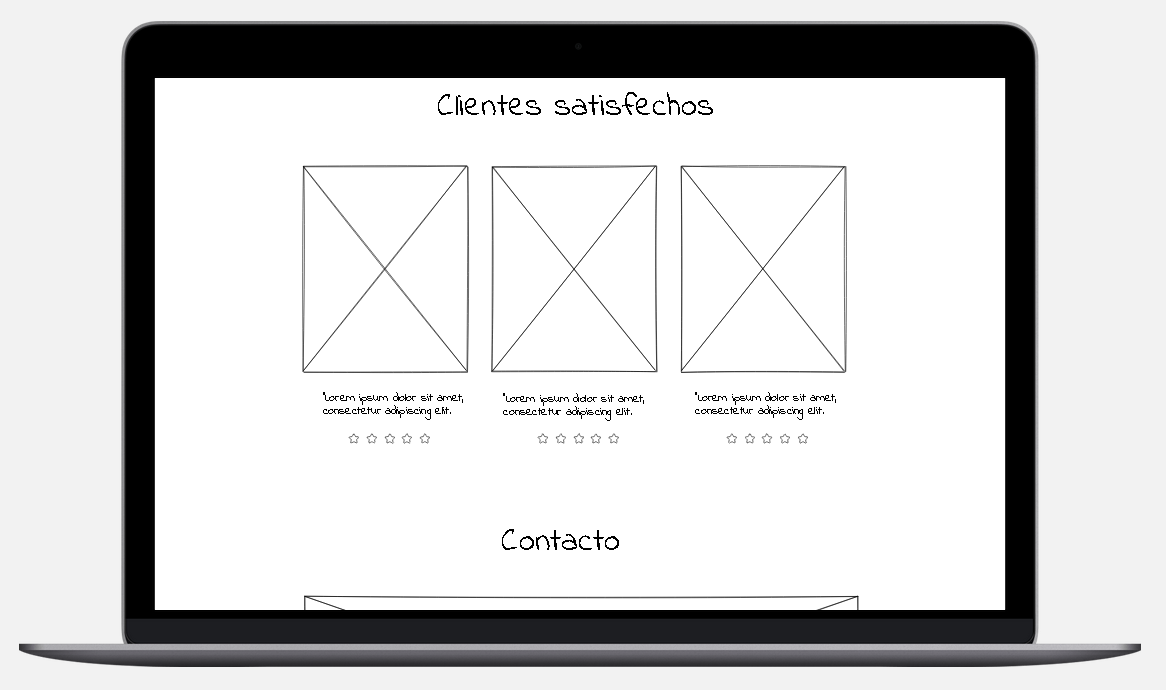 Clientes satisfechos
"Lorem ipsum dolor sit amet,
consectetur adipiscing elit.
"Lorem ipsum dolor sit amet,
consectetur adipiscing elit.
"Lorem ipsum dolor sit amet,
consectetur adipiscing elit.
Contacto